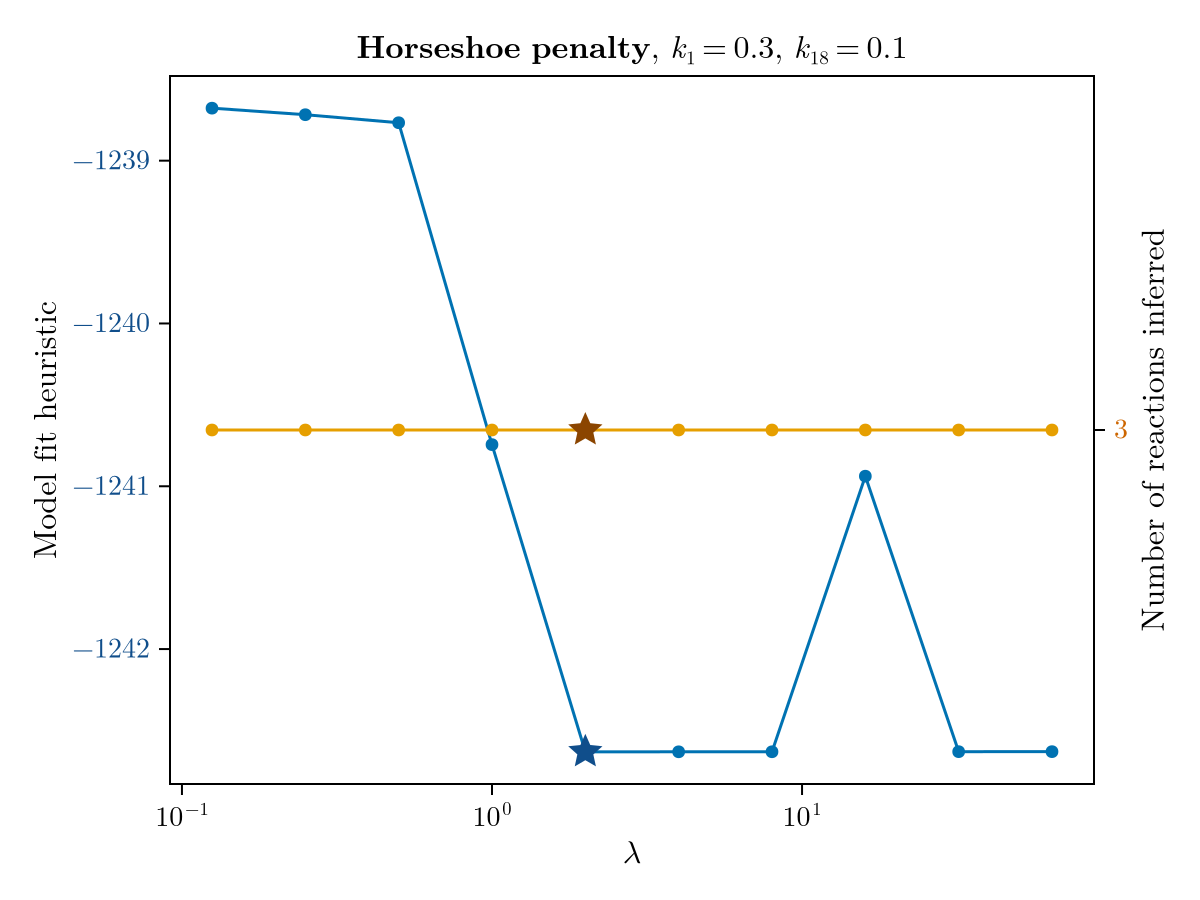 Horseshoe penalty, k₁ = 0.3, k₁₈ = 0.1
−1239
−1240
−1241
−1242
Model fit heuristic
3
Number of reactions inferred
10⁻¹ 10⁰ 10¹
λ